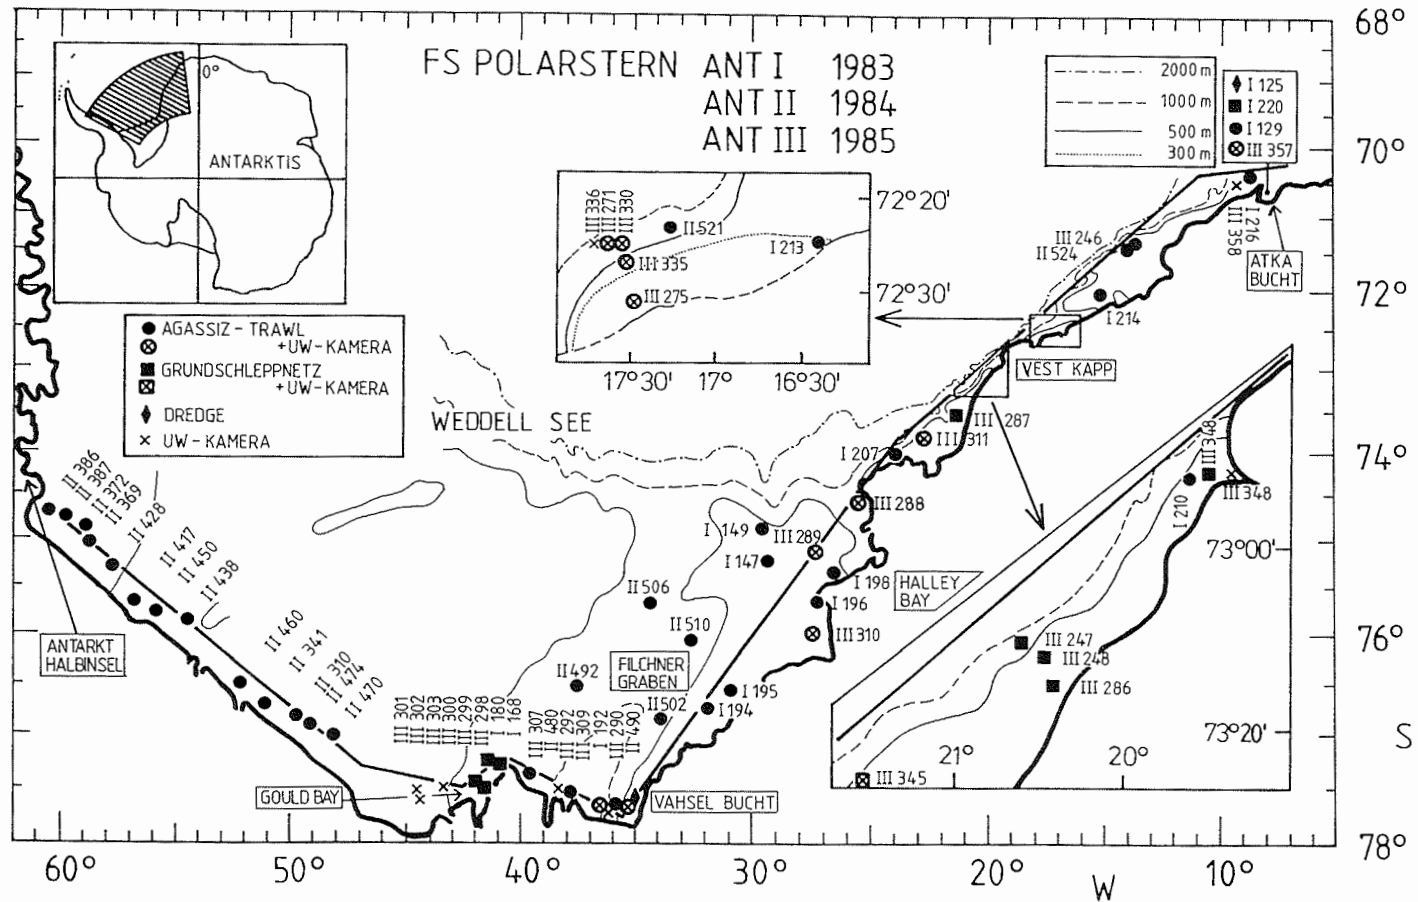 FS POLARSTERN ANT I 1983
ANT II 1984
ANT III 1985
0°
ANTARKTIS
2000 m
1000 m
500 m
300 m
I 125
I 220
I 129
III 357
68°
70°
72°
74°
76°
S
78°
AGASSIZ - TRAWL
+UW-KAMERA
GRUNDSCHLEPPNETZ
+UW-KAMERA
DREDGE
UW-KAMERA
III 336
III 271
III 330
II 521
I 213
III 335
III 275
72°20'
72°30'
17°30'
17°
16°30'
III 246
II 524
I 216
III 358
ATKA
BUCHT
I 214
VEST KAPP
WEDDELL SEE
III 287
III 311
I 207
III 288
I 149
III 289
I 147
I 198
HALLEY
BAY
I 196
III 310
II 506
II 510
II 492
FILCHNER
GRABEN
II 502
I 195
I 194
II 386
II 387
II 372
II 369
II 428
II 417
II 450
II 438
II 460
II 341
II 310
II 474
II 470
ANTARKT
HALBINSEL
III 301
III 302
III 303
III 300
III 299
III 298
I 180
I 168
III 307
II 480
III 292
III 309
I 192
III 290
II 490
GOULD BAY
VAHSEL BUCHT
III 348
I 210
III 348
73°00'
III 247
III 248
III 286
73°20'
21°
20°
III 345
60°
50°
40°
30°
20°
W
10°